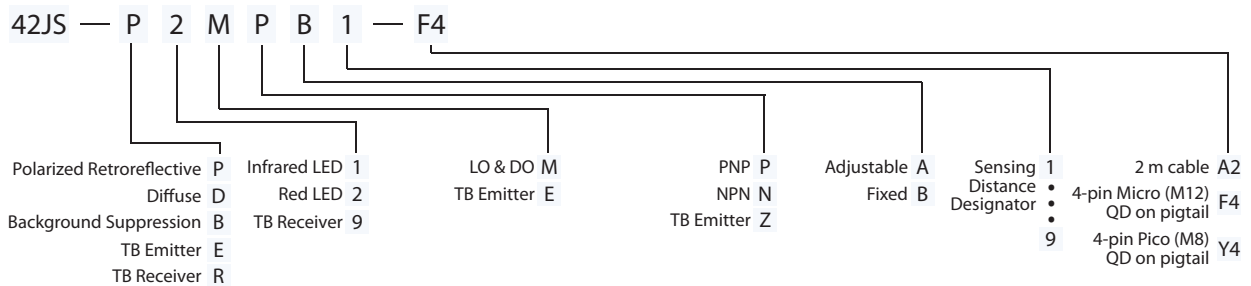 42JS — P 2 M P B 1 — F4
Polarized Retroreflective P
Diffuse D
Background Suppression B
TB Emitter E
TB Receiver R
Infrared LED 1
Red LED 2
TB Receiver 9
LO & DO M
TB Emitter E
PNP P
NPN N
TB Emitter Z
Adjustable A
Fixed B
Sensing 1
Distance •
Designator •
•
9
2 m cable A2
4-pin Micro (M12)
QD on pigtail F4
4-pin Pico (M8)
QD on pigtail Y4